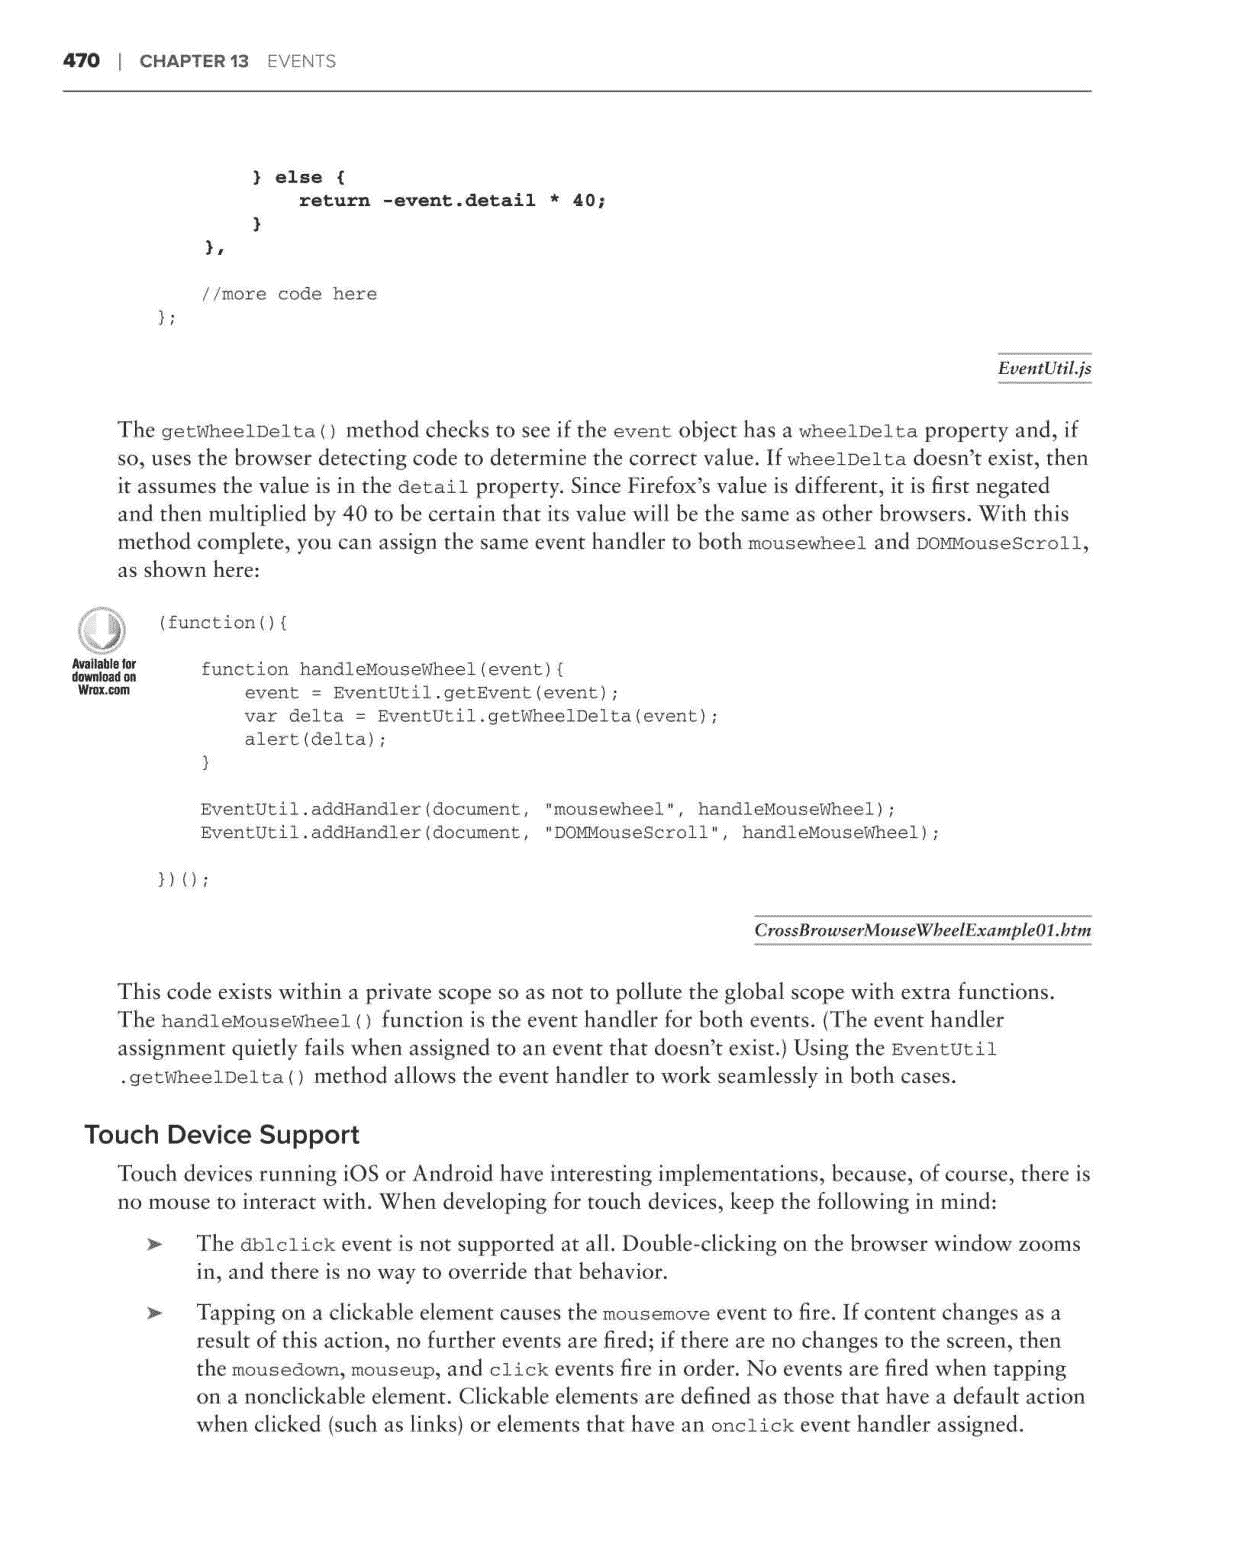 470 | CHAPTER 13 EVENTS
} else {
return -event.detail * 40;
}
},
//more code here
};
EventUtil.js
The getWheelDelta() method checks to see if the event object has a wheelDelta property and, if
so, uses the browser detecting code to determine the correct value. If wheelDelta doesn't exist, then
it assumes the value is in the detail property. Since Firefox's value is different, it is first negated
and then multiplied by 40 to be certain that its value will be the same as other browsers. With this
method complete, you can assign the same event handler to both mousewheel and DOMMouseScroll,
as shown here:
Available for
download on
Wrox.com
(function(){
function handleMouseWheel(event){
event = EventUtil.getEvent(event);
var delta = EventUtil.getWheelDelta(event);
alert(delta);
}
EventUtil.addHandler(document, "mousewheel", handleMouseWheel);
EventUtil.addHandler(document, "DOMMouseScroll", handleMouseWheel);
})();
CrossBrowserMouseWheelExample01.htm
This code exists within a private scope so as not to pollute the global scope with extra functions.
The handleMouseWheel() function is the event handler for both events. (The event handler
assignment quietly fails when assigned to an event that doesn't exist.) Using the EventUtil
.getWheelDelta() method allows the event handler to work seamlessly in both cases.
Touch Device Support
Touch devices running iOS or Android have interesting implementations, because, of course, there is
no mouse to interact with. When developing for touch devices, keep the following in mind:
➤ The dblclick event is not supported at all. Double-clicking on the browser window zooms
in, and there is no way to override that behavior.
➤ Tapping on a clickable element causes the mousemove event to fire. If content changes as a
result of this action, no further events are fired; if there are no changes to the screen, then
the mousedown, mouseup, and click events fire in order. No events are fired when tapping
on a nonclickable element. Clickable elements are defined as those that have a default action
when clicked (such as links) or elements that have an onclick event handler assigned.